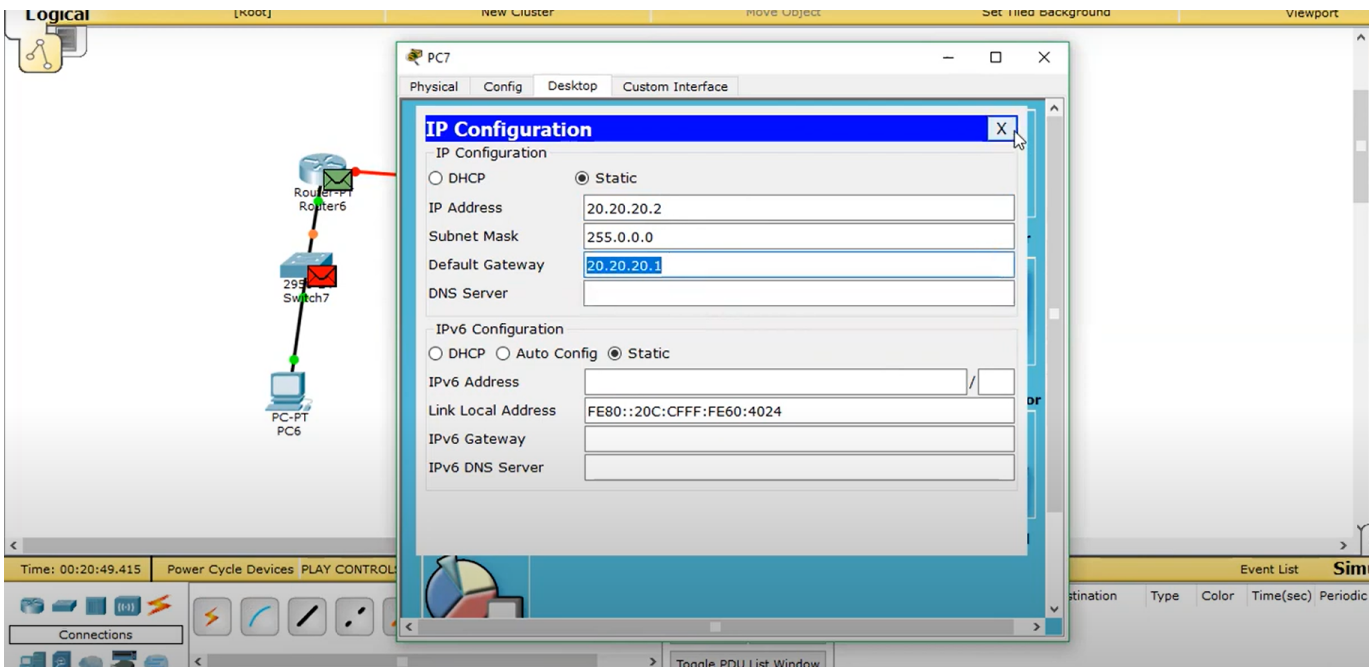 Logical [Root] New Cluster Move Object Set Tiled Background Viewport
PC7
Physical Config Desktop Custom Interface
IP Configuration X
IP Configuration
DHCP Static
IP Address 20.20.20.2
Subnet Mask 255.0.0.0
Default Gateway 20.20.20.1
DNS Server
IPv6 Configuration
DHCP Auto Config Static
IPv6 Address /
Link Local Address FE80::20C:CFFF:FE60:4024
IPv6 Gateway
IPv6 DNS Server
Router-PT
Router6
Switch7
PC-PT
PC6
or
Time: 00:20:49.415 Power Cycle Devices PLAY CONTROL Event List Simu
stination Type Color Time(sec) Periodic
Connections
Toggle PDU List Window